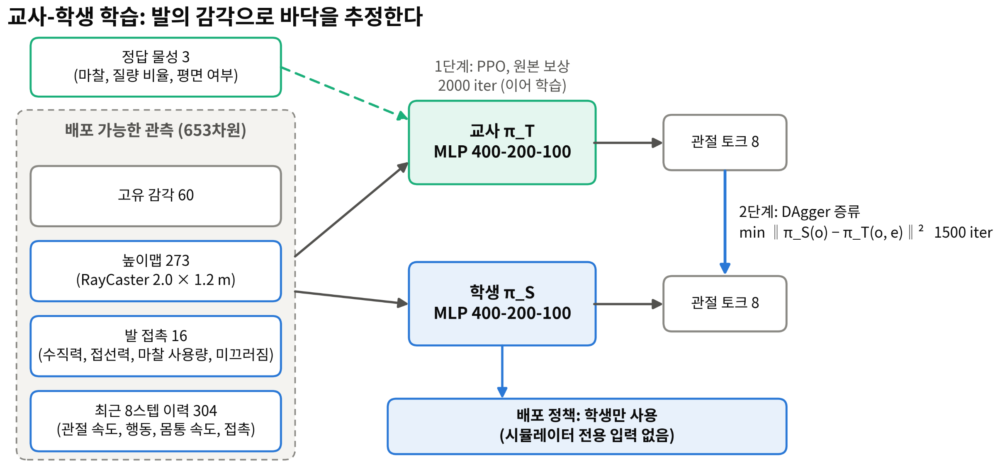 교사-학생 학습: 발의 감각으로 바닥을 추정한다
정답 물성 3
(마찰, 질량 비율, 평면 여부)
배포 가능한 관측 (653차원)
고유 감각 60
높이맵 273
(RayCaster 2.0 × 1.2 m)
발 접촉 16
(수직력, 접선력, 마찰 사용량, 미끄러짐)
최근 8스텝 이력 304
(관절 속도, 행동, 몸통 속도, 접촉)
1단계: PPO, 원본 보상
2000 iter (이어 학습)
교사 π_T
MLP 400-200-100
관절 토크 8
2단계: DAgger 증류
min ‖π_S(o) − π_T(o, e)‖² 1500 iter
학생 π_S
MLP 400-200-100
관절 토크 8
배포 정책: 학생만 사용
(시뮬레이터 전용 입력 없음)